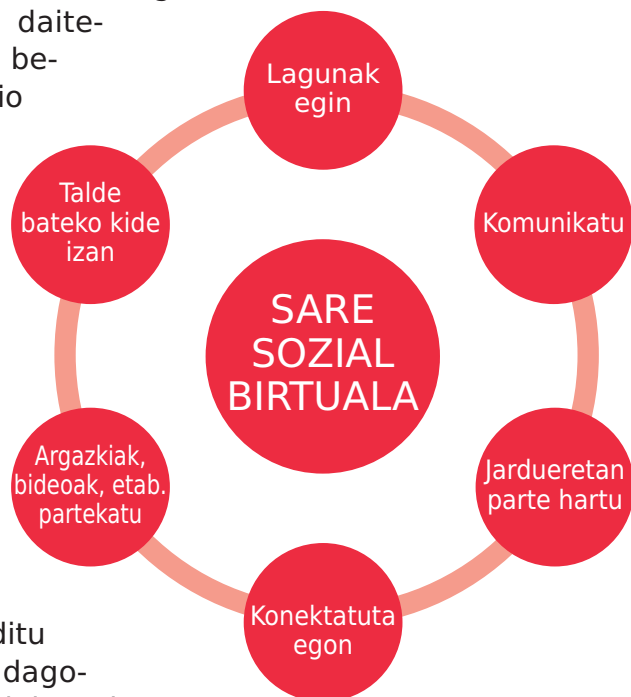 daite-
be-
io
Lagunak
egin
Komunikatu
Jardueretan
parte hartu
Konektatuta
egon
Argazkiak,
bideoak, etab.
partekatu
Talde
bateko kide
izan
SARE
SOZIAL
BIRTUALA
ditu
dago-